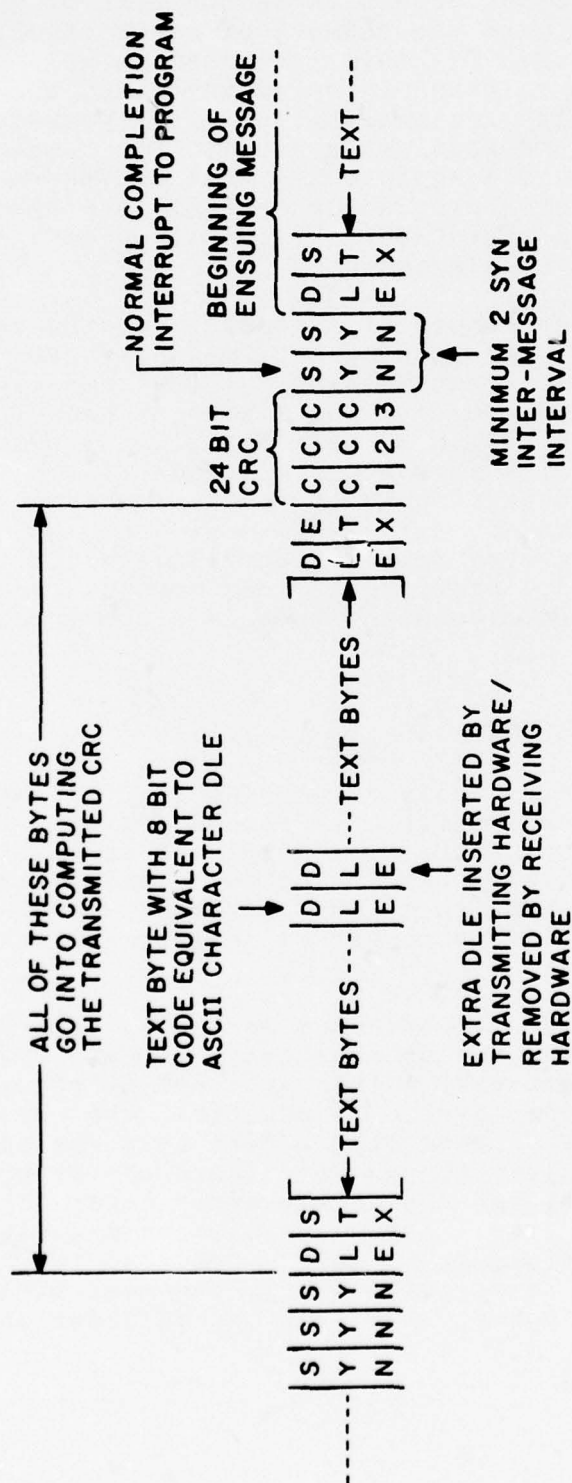 ALL OF THESE BYTES
GO INTO COMPUTING
THE TRANSMITTED CRC
TEXT BYTE WITH 8 BIT
CODE EQUIVALENT TO
ASCII CHARACTER DLE
24 BIT
CRC
NORMAL COMPLETION
INTERRUPT TO PROGRAM
BEGINNING OF
ENSUING MESSAGE
S S S D S
Y Y Y L T
N N N E X
TEXT BYTES
D D
L L
E E
TEXT BYTES
D E C C C S S D S
L T C C C Y Y L T
E X 1 2 3 N N E X
TEXT
EXTRA DLE INSERTED BY
TRANSMITTING HARDWARE/
REMOVED BY RECEIVING
HARDWARE
MINIMUM 2 SYN
INTER-MESSAGE
INTERVAL